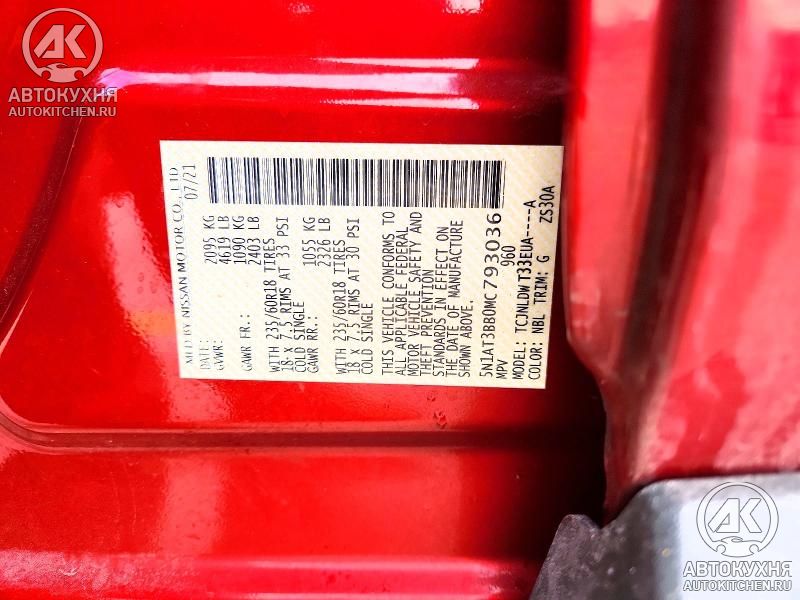 АК
АВТОКУХНЯ
AUTOKITCHEN.RU
MFD BY NISSAN MOTOR CO., LTD
DATE: 07/21
GVWR: 2095 KG
4619 LB
GAWR FR.: 1090 KG
2403 LB
WITH 235/60R18 TIRES
18 X 7.5 RIMS AT 33 PSI
COLD SINGLE
GAWR RR.: 1055 KG
2326 LB
WITH 235/60R18 TIRES
18 X 7.5 RIMS AT 30 PSI
COLD SINGLE
THIS VEHICLE CONFORMS TO
ALL APPLICABLE FEDERAL
MOTOR VEHICLE SAFETY AND
THEFT PREVENTION
STANDARDS IN EFFECT ON
THE DATE OF MANUFACTURE
SHOWN ABOVE.
5N1AT3BB0MC793036
MPV 960
MODEL: TCJNLDWT33EUA----A
COLOR: NBL TRIM: G ZS30A
АК
АВТОКУХНЯ
AUTOKITCHEN.RU